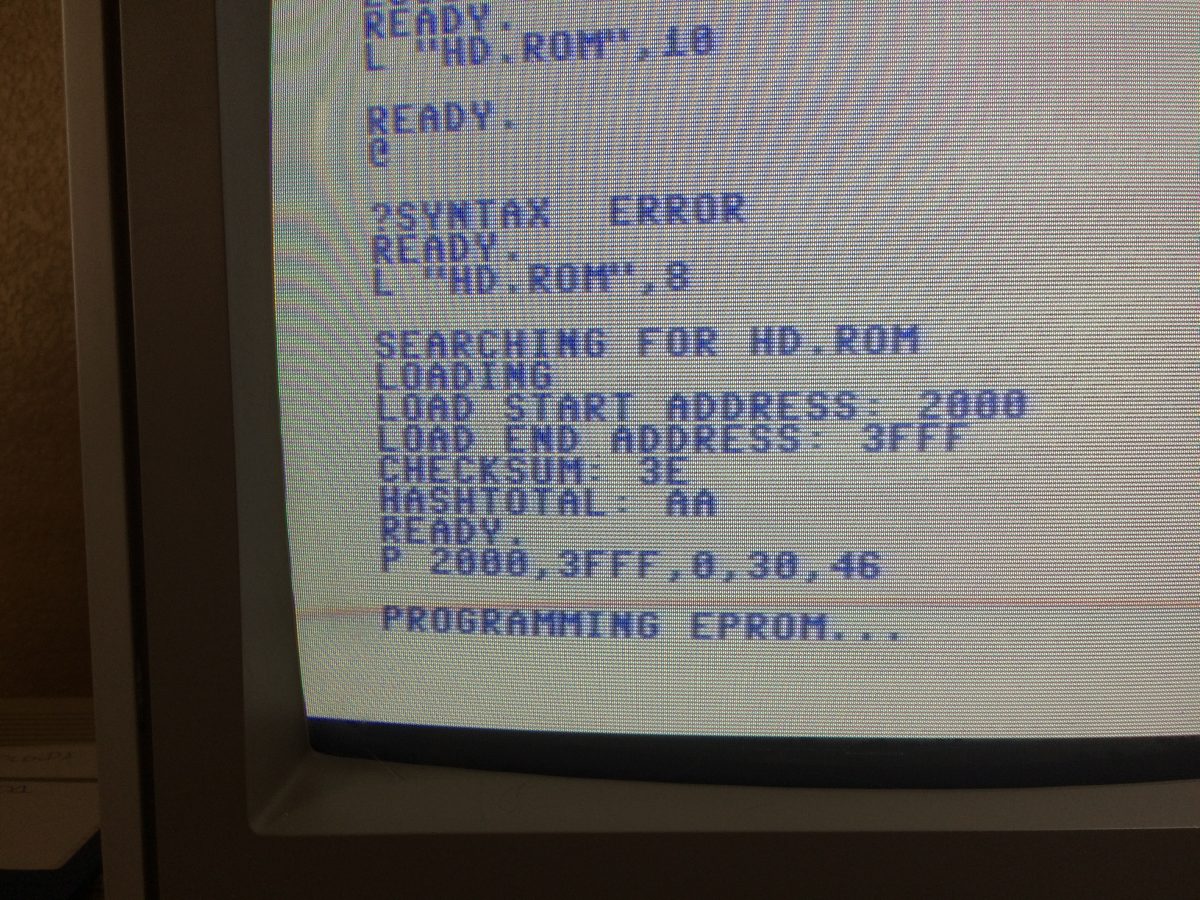 READY.
L "HD.ROM",10
READY.
@
?SYNTAX ERROR
READY.
L "HD.ROM",8
SEARCHING FOR HD.ROM
LOADING
LOAD START ADDRESS: 2000
LOAD END ADDRESS: 3FFF
CHECKSUM: 3E
HASHTOTAL: AA
READY.
P 2000,3FFF,0,30,46
PROGRAMMING EPROM...